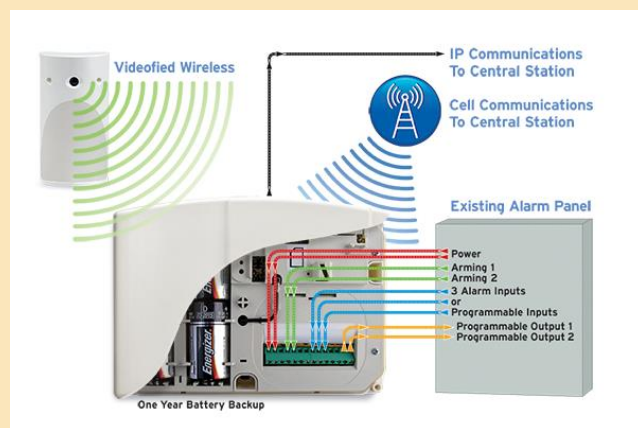 Videofied Wireless
IP Communications
To Central Station
Cell Communications
To Central Station
Existing Alarm Panel
Power
Arming 1
Arming 2
3 Alarm Inputs
or
Programmable Inputs
Programmable Output 1
Programmable Output 2
Energizer
One Year Battery Backup